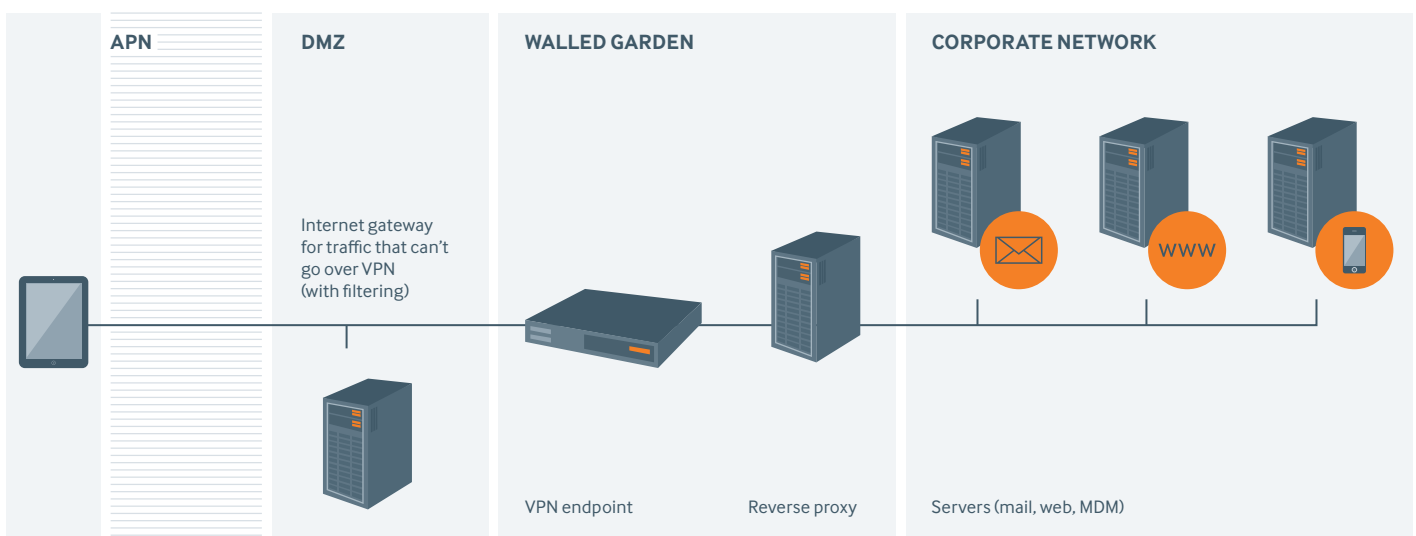 APN
DMZ
WALLED GARDEN
CORPORATE NETWORK
Internet gateway
for traffic that can't
go over VPN
(with filtering)
WWW
VPN endpoint
Reverse proxy
Servers (mail, web, MDM)